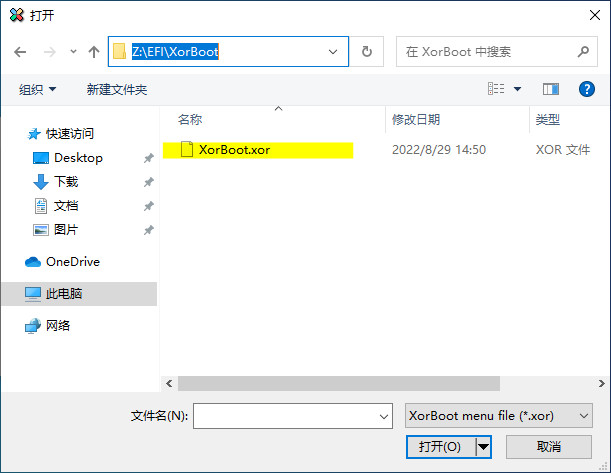 打开
Z:\EFI\XorBoot
在 XorBoot 中搜索
组织
新建文件夹
名称
修改日期
类型
快速访问
XorBoot.xor
2022/8/29 14:50
XOR 文件
Desktop
下载
文档
图片
OneDrive
此电脑
网络
文件名(N):
XorBoot menu file (*.xor)
打开(O)
取消